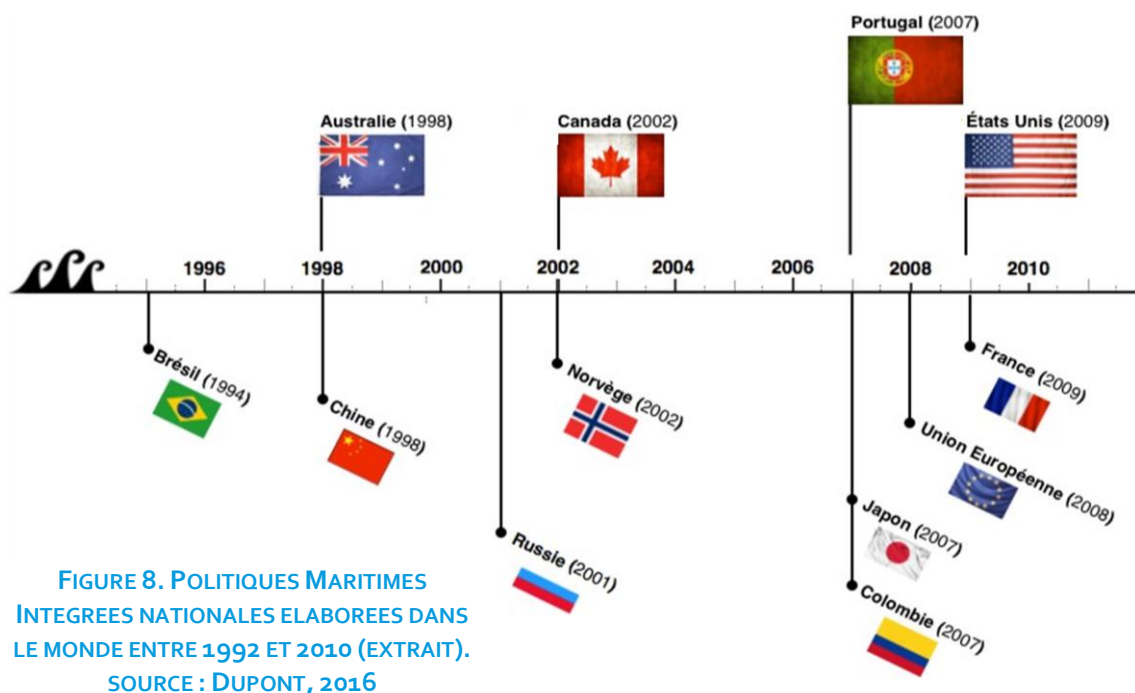 Portugal (2007)
Australie (1998)
Canada (2002)
États Unis (2009)
1996
1998
2000
2002
2004
2006
2008
2010
Brésil (1994)
Chine (1998)
Norvège (2002)
Russie (2001)
France (2009)
Union Européenne (2008)
Japon (2007)
Colombie (2007)
FIGURE 8. POLITIQUES MARITIMES
INTEGREES NATIONALES ELABOREES DANS
LE MONDE ENTRE 1992 ET 2010 (EXTRAIT).
SOURCE : DUPONT, 2016